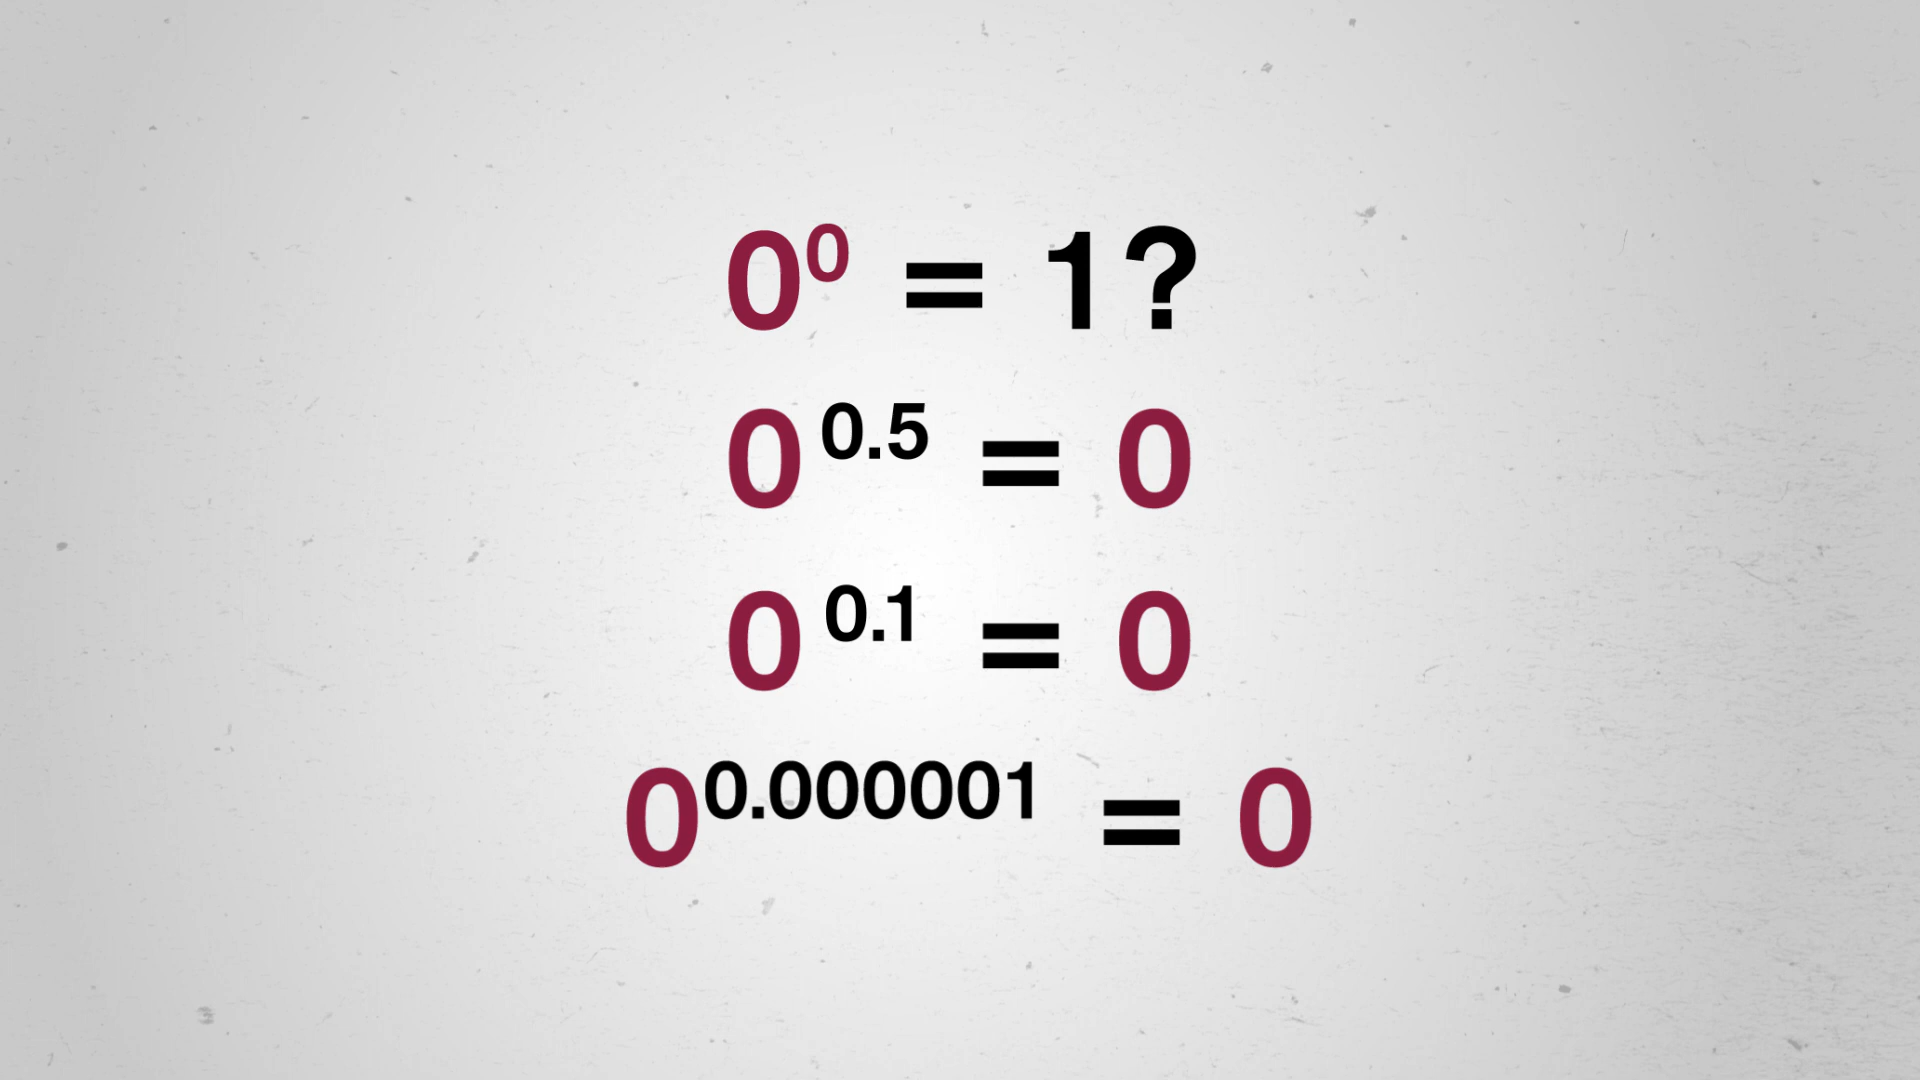 0⁰ = 1?
0^0.5 = 0
0^0.1 = 0
0^0.000001 = 0